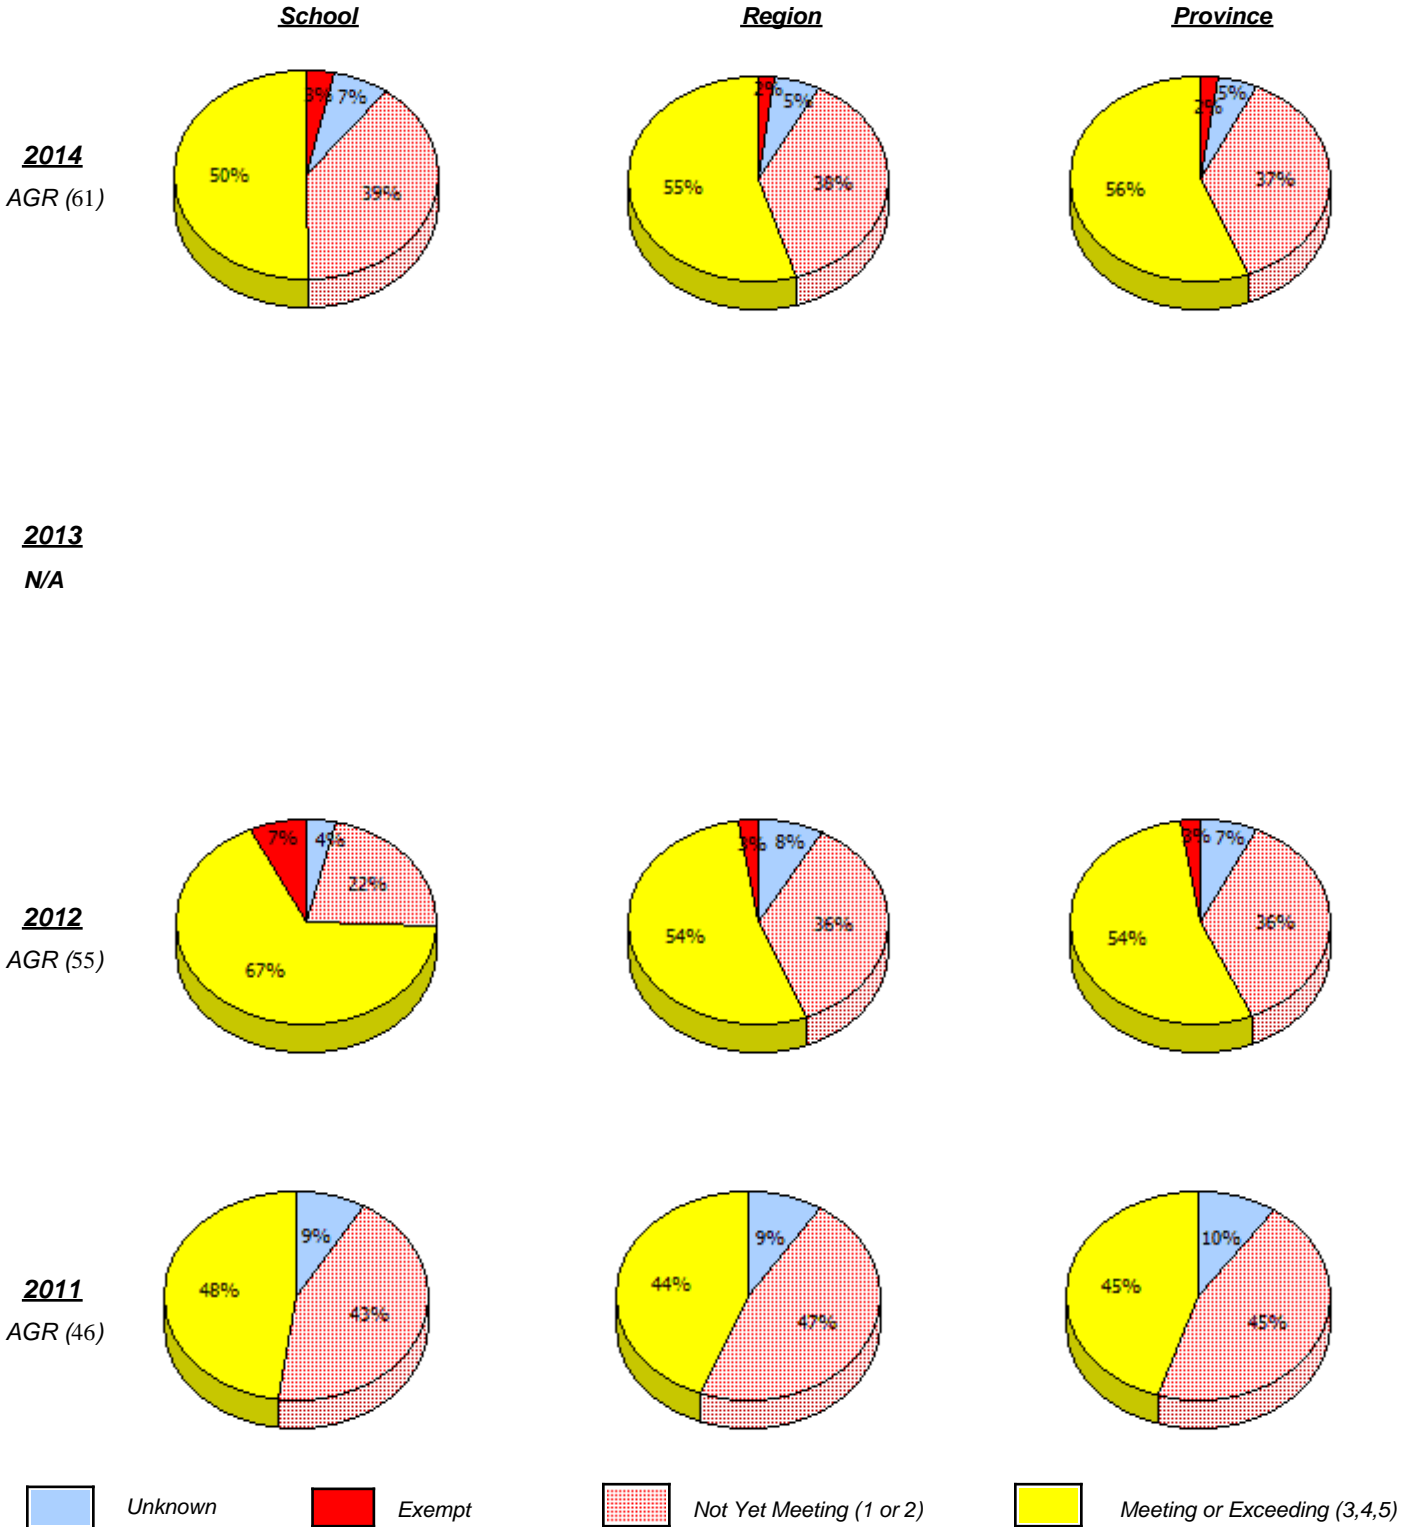 School Region Province
3% 7% 2% 5% 2% 5%
2014
AGR (61)
50% 39% 55% 38% 56% 37%
2013
N/A
7% 4% 3% 8% 3% 7%
22%
2012
AGR (55)
67% 54% 36% 54% 36%
9% 9% 10%
2011
AGR (46)
48% 43% 44% 47% 45% 45%
Unknown Exempt Not Yet Meeting (1 or 2) Meeting or Exceeding (3,4,5)